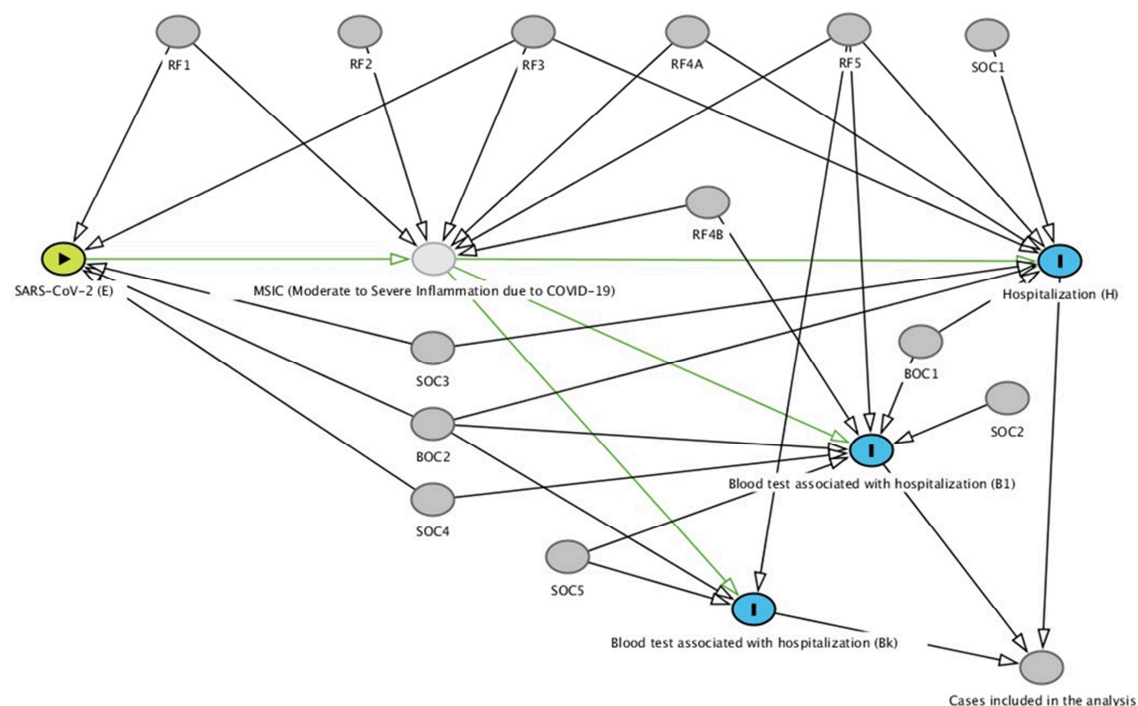 RF1
RF2
RF3
RF4A
RF5
SOC1
RF4B
SARS-CoV-2 (E)
MSIC (Moderate to Severe Inflammation due to COVID-19)
Hospitalization (H)
SOC3
BOC1
BOC2
SOC2
Blood test associated with hospitalization (B1)
SOC4
SOC5
Blood test associated with hospitalization (Bk)
Cases included in the analysis